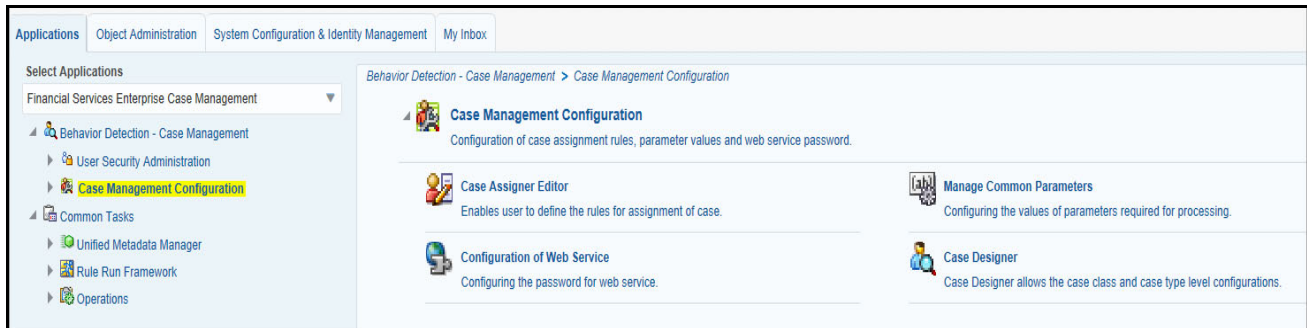 Applications
Object Administration
System Configuration & Identity Management
My Inbox
Select Applications
Financial Services Enterprise Case Management
Behavior Detection - Case Management
User Security Administration
Case Management Configuration
Common Tasks
Unified Metadata Manager
Rule Run Framework
Operations
Behavior Detection - Case Management > Case Management Configuration
Case Management Configuration
Configuration of case assignment rules, parameter values and web service password.
Case Assigner Editor
Enables user to define the rules for assignment of case.
Manage Common Parameters
Configuring the values of parameters required for processing.
Configuration of Web Service
Configuring the password for web service.
Case Designer
Case Designer allows the case class and case type level configurations.